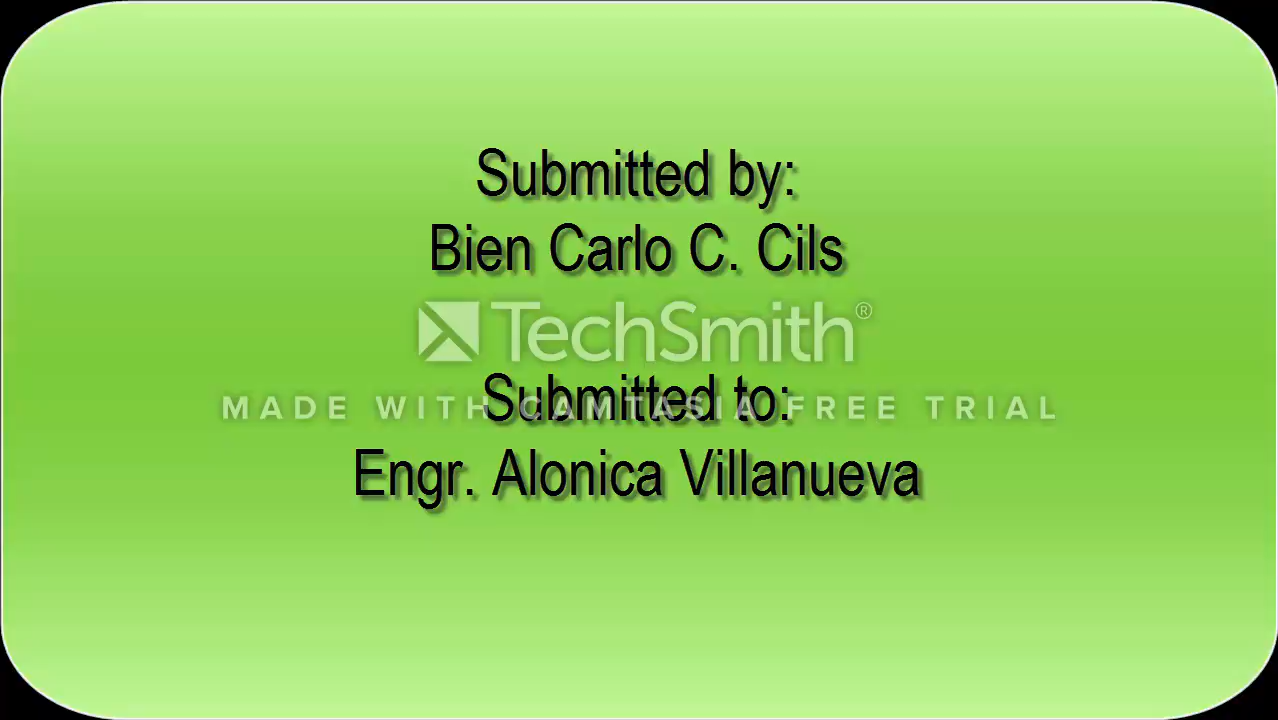 Submitted by:
Bien Carlo C. Cils
TechSmith®
Submitted to:
MADE WITH CAMTASIA FREE TRIAL
Engr. Alonica Villanueva